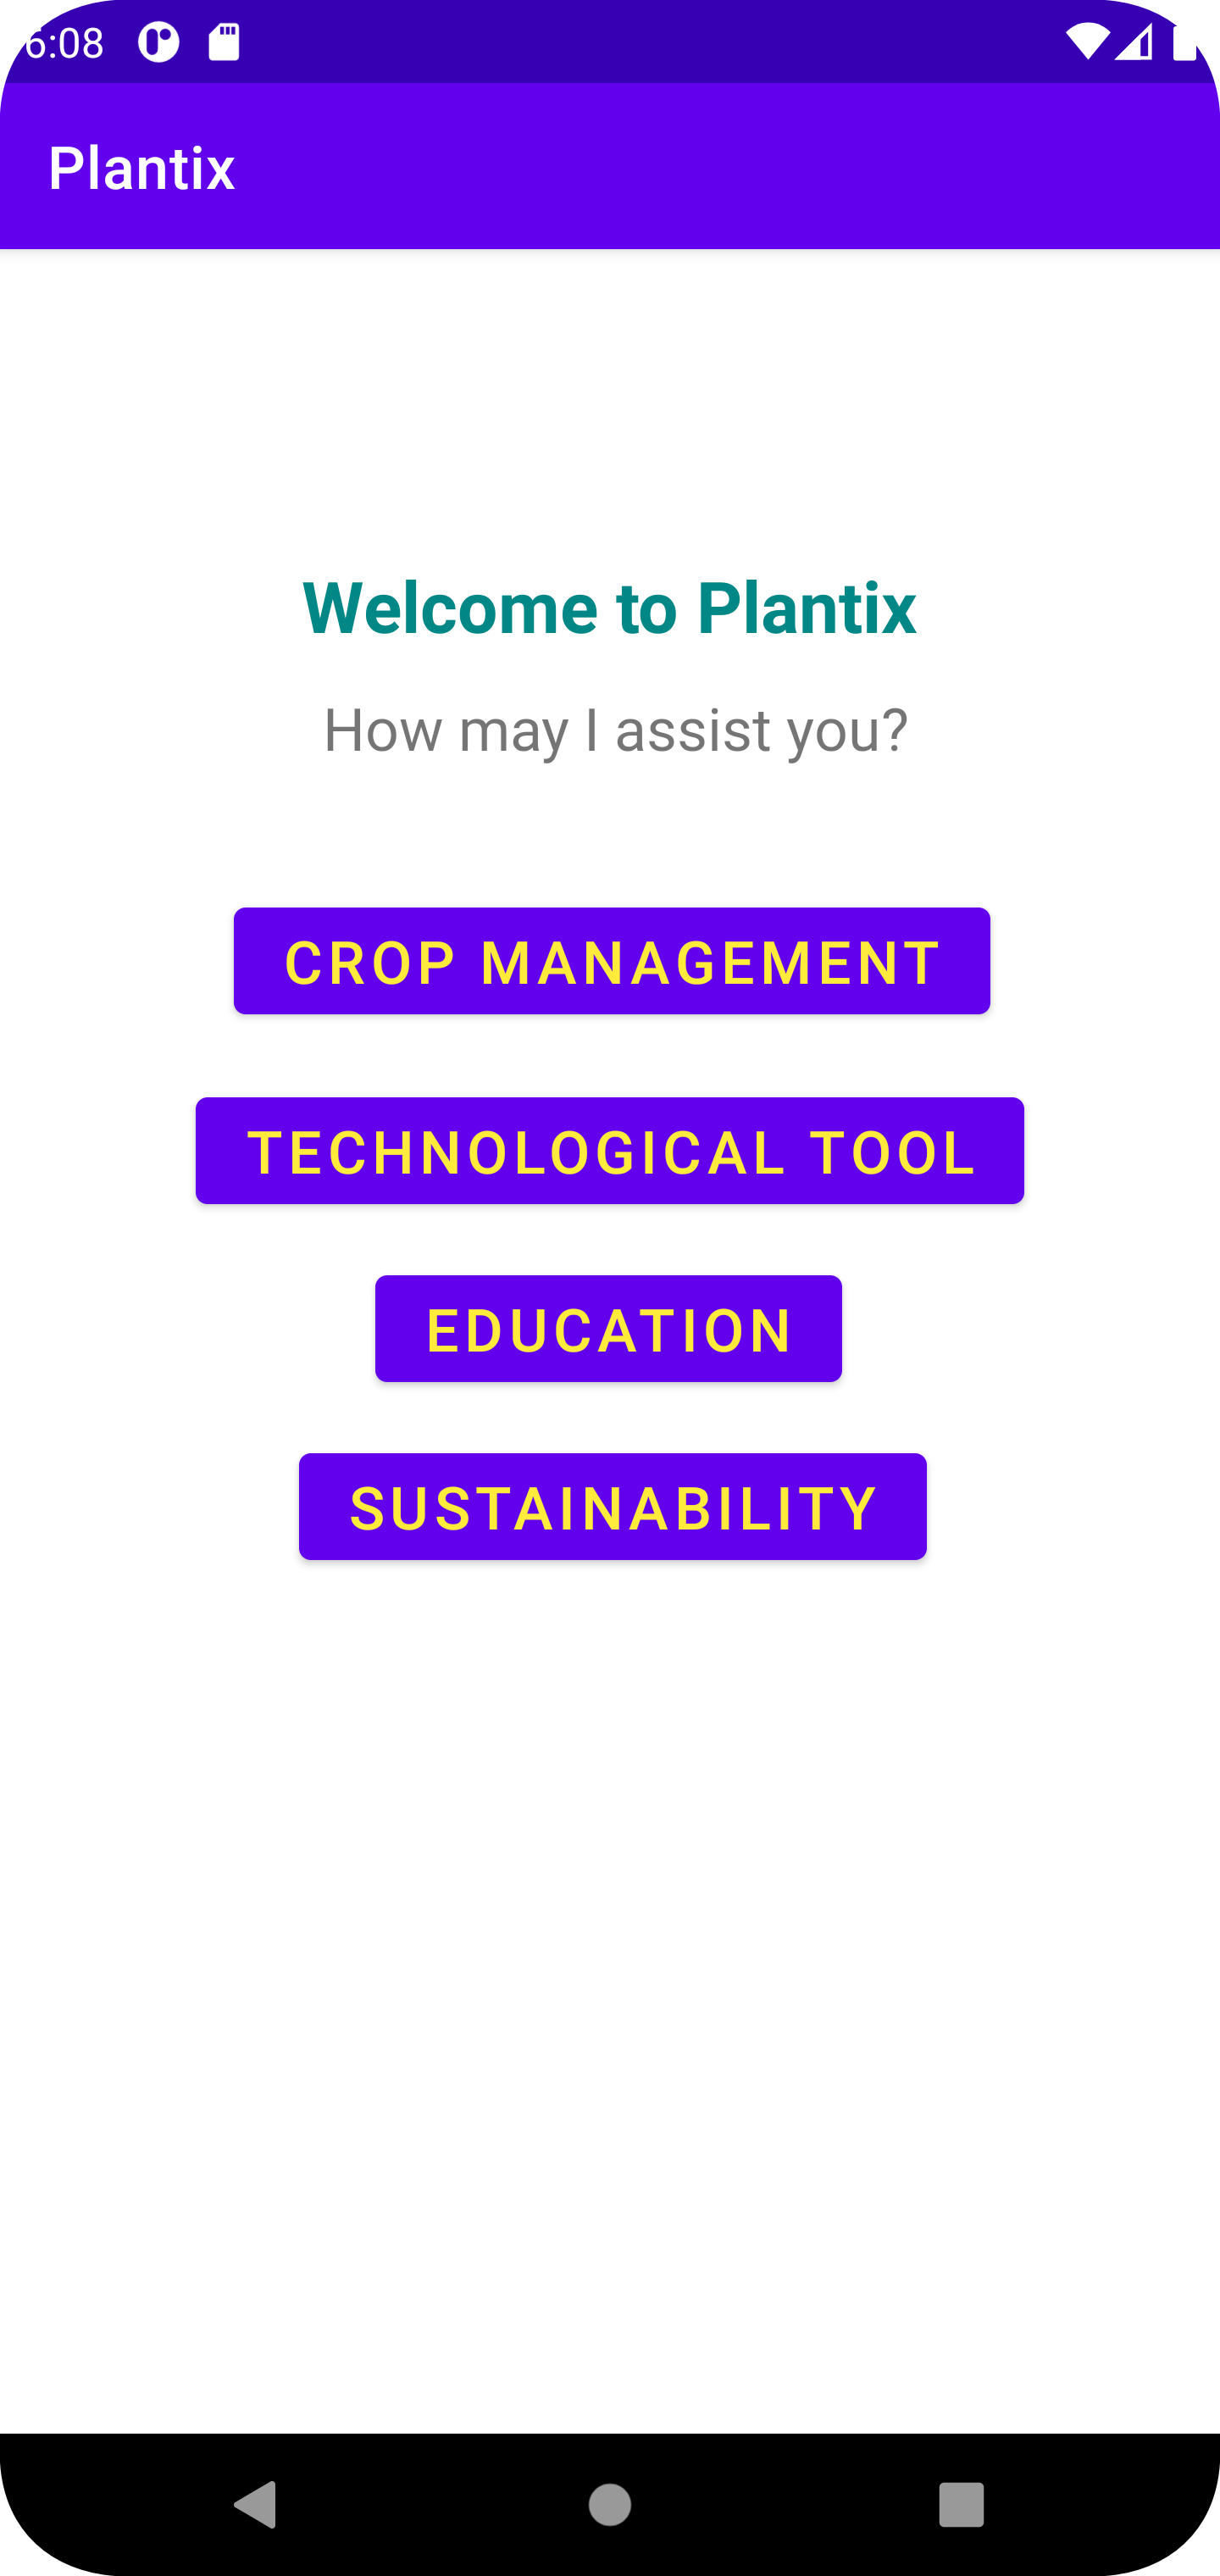 6:08
Plantix
Welcome to Plantix
How may I assist you?
CROP MANAGEMENT
TECHNOLOGICAL TOOL
EDUCATION
SUSTAINABILITY